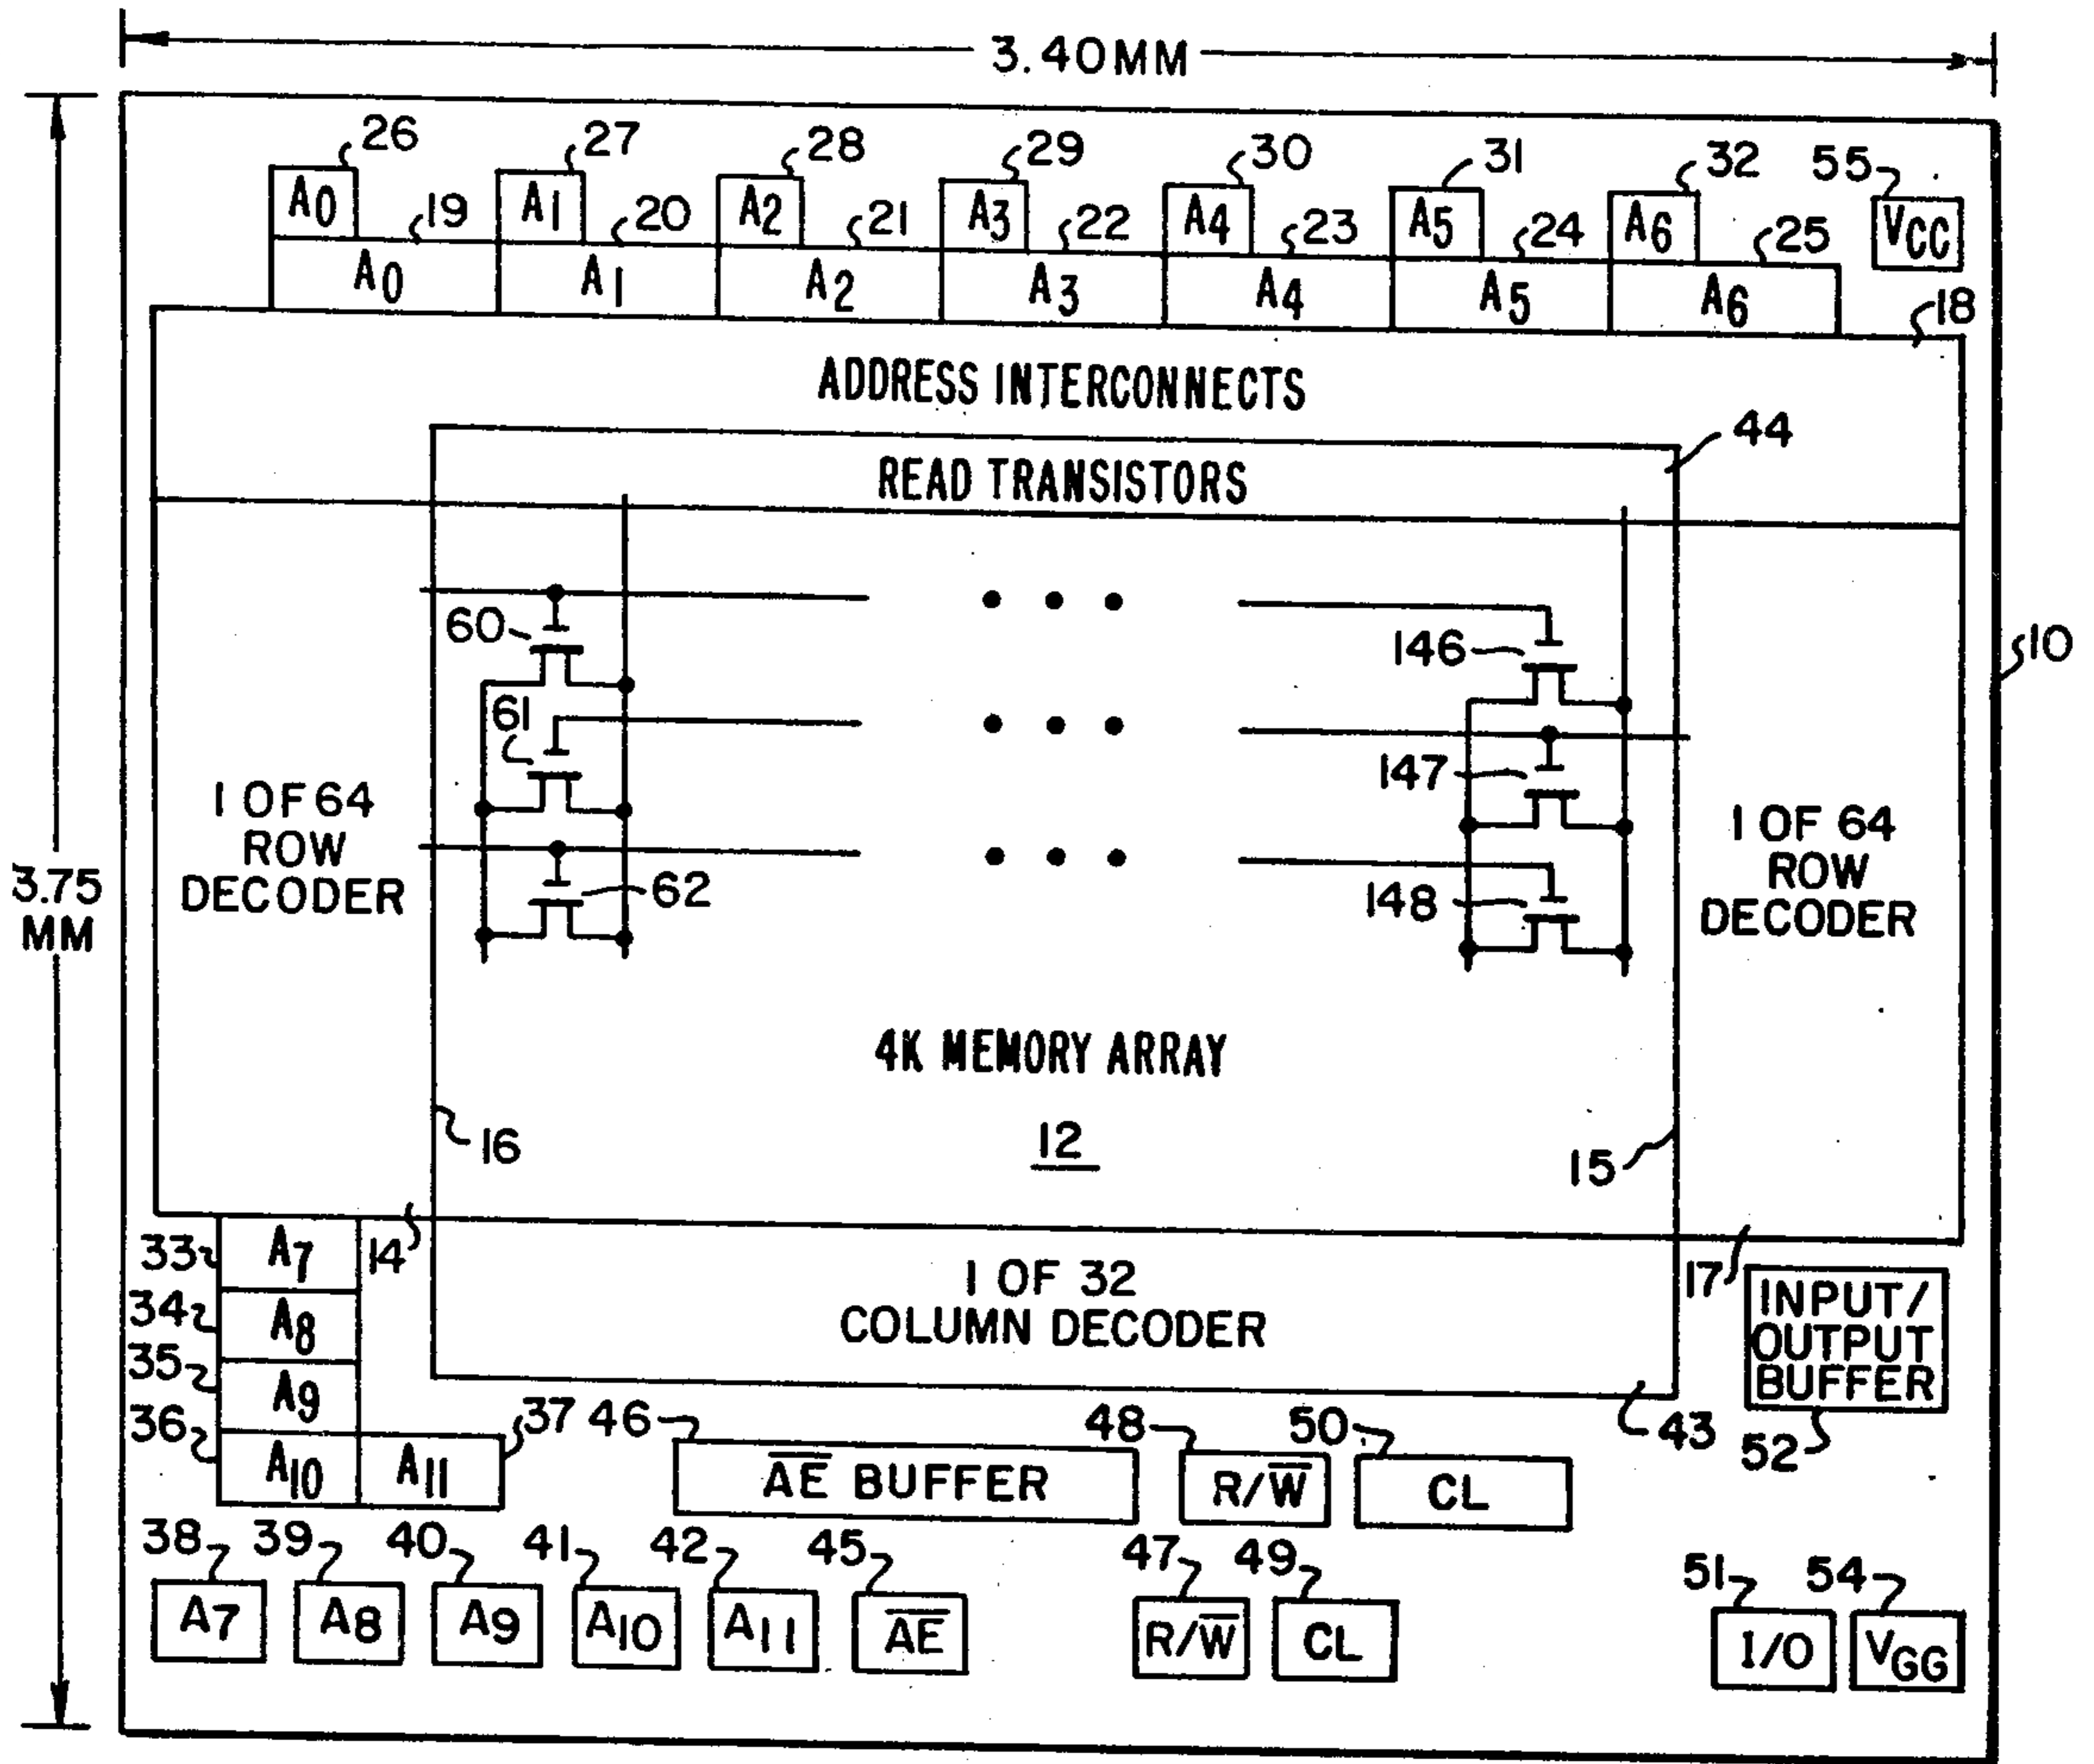 3.40MM
26 27 28 29 30 31 32 55
A0 A1 A2 A3 A4 A5 A6 VCC
19 20 21 22 23 24 25
A0 A1 A2 A3 A4 A5 A6
18
ADDRESS INTERCONNECTS
44
READ TRANSISTORS
60 146 10
61
147
1 OF 64
ROW
DECODER
62
148
1 OF 64
ROW
DECODER
3.75
MM
4K MEMORY ARRAY
16 12 15
33 A7 14
17
34 A8
35 A9
36 A10 A11 37
1 OF 32
COLUMN DECODER
43
INPUT/
OUTPUT
BUFFER
52
46 48 50
A̅E̅ BUFFER R/W̅ CL
38 39 40 41 42 45 47 49 51 54
A7 A8 A9 A10 A11 A̅E̅ R/W̅ CL I/O VGG